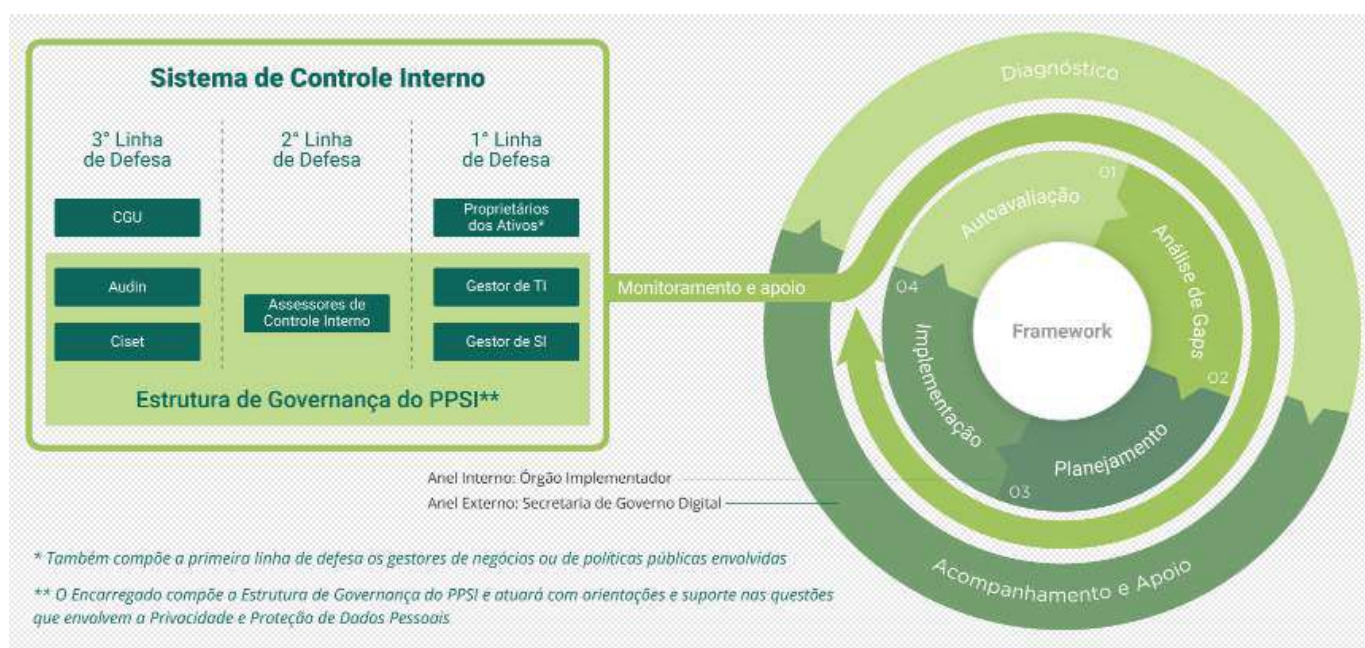 Sistema de Controle Interno
3° Linha
de Defesa
2° Linha
de Defesa
1° Linha
de Defesa
CGU
Proprietários
dos Ativos*
Audin
Assessores de
Controle Interno
Gestor de TI
Ciset
Gestor de SI
Estrutura de Governança do PPSI**
Monitoramento e apoio
Diagnóstico
01
Autoavaliação
Análise de Gaps
04
Framework
Implementação
02
Planejamento
03
Acompanhamento e Apoio
Anel Interno: Órgão Implementador
Anel Externo: Secretaria de Governo Digital
* Também compõe a primeira linha de defesa os gestores de negócios ou de políticas públicas envolvidas
** O Encarregado compõe a Estrutura de Governança do PPSI e atuará com orientações e suporte nas questões
que envolvem a Privacidade e Proteção de Dados Pessoais